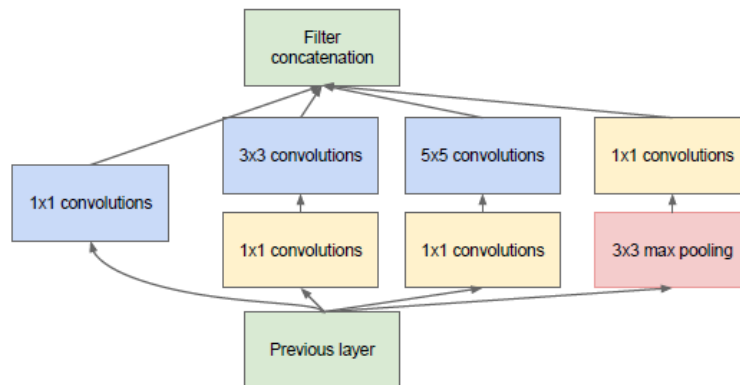 Filter
concatenation
3x3 convolutions
5x5 convolutions
1x1 convolutions
1x1 convolutions
1x1 convolutions
1x1 convolutions
3x3 max pooling
Previous layer